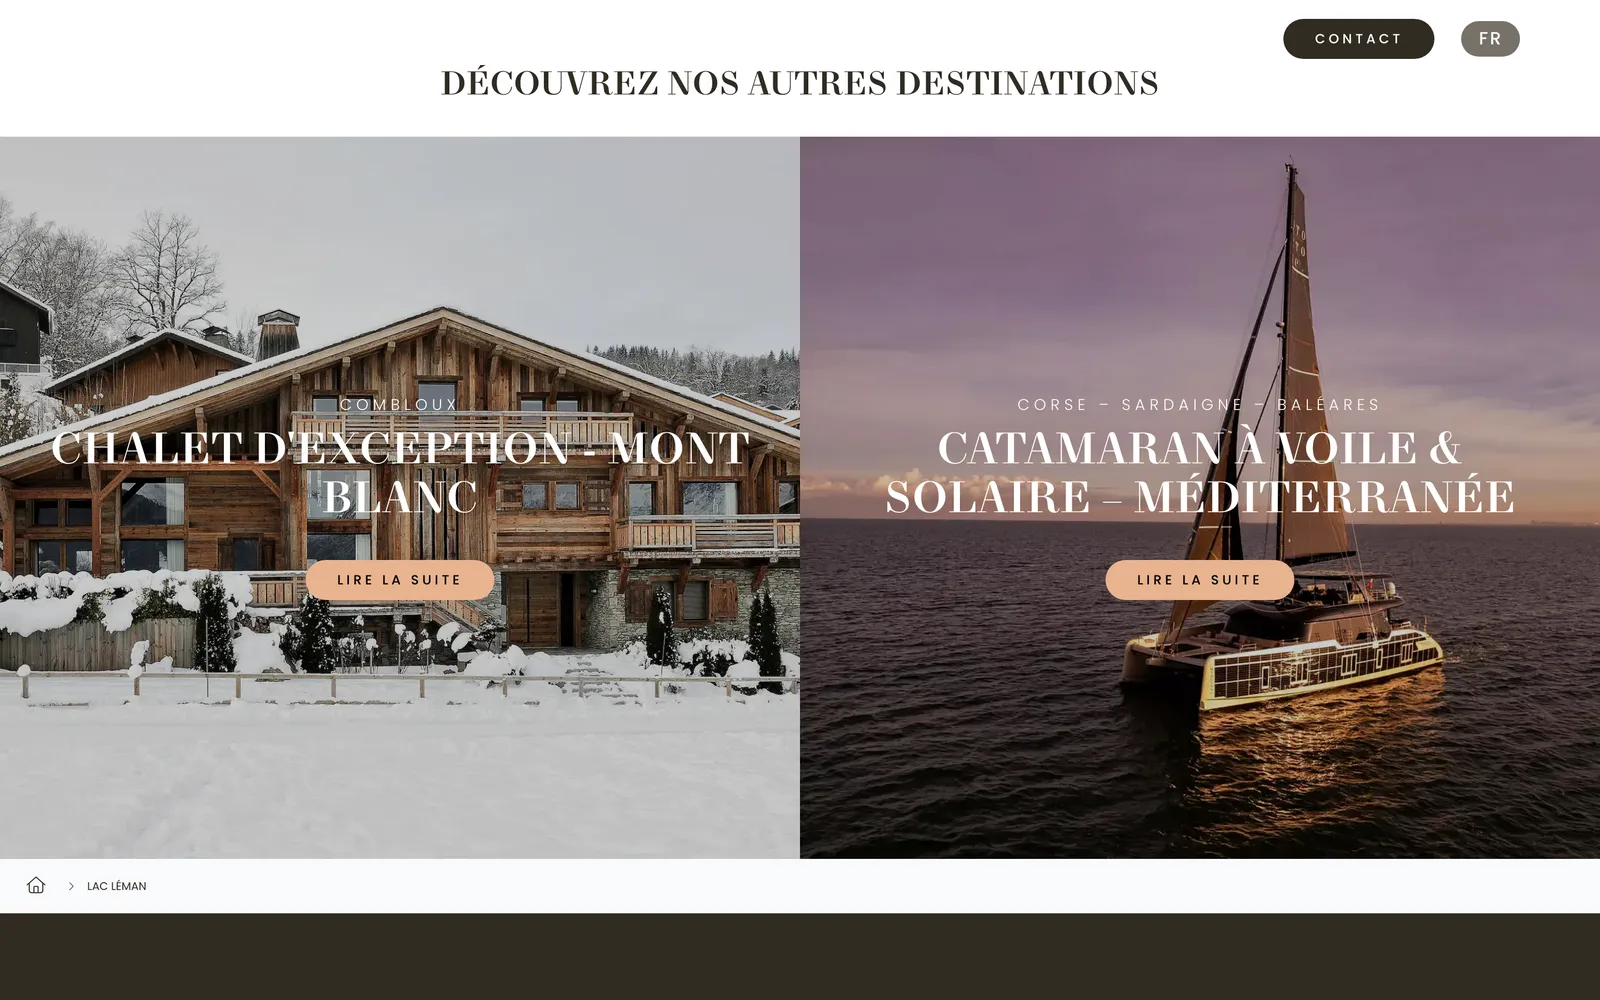 CONTACT
FR
DÉCOUVREZ NOS AUTRES DESTINATIONS
COMBLOUX
CHALET D'EXCEPTION - MONT
BLANC
LIRE LA SUITE
CORSE – SARDAIGNE – BALÉARES
CATAMARAN À VOILE &
SOLAIRE – MÉDITERRANÉE
LIRE LA SUITE
LAC LÉMAN